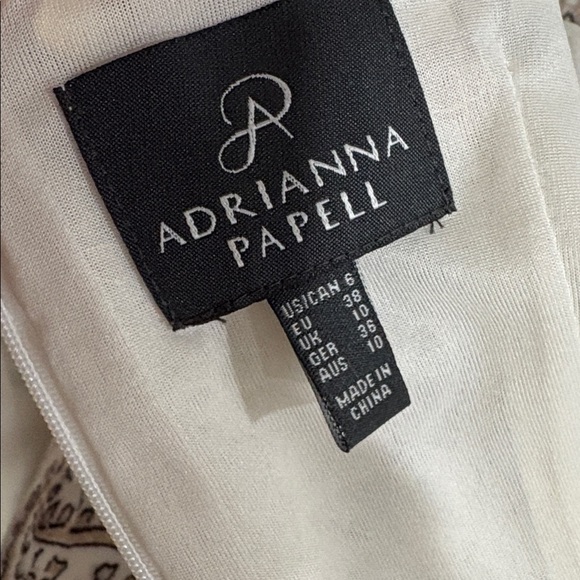 AP
ADRIANNA
PAPELL
US/CAN 6
EU 38
UK 10
GER 36
AUS 10
MADE IN
CHINA